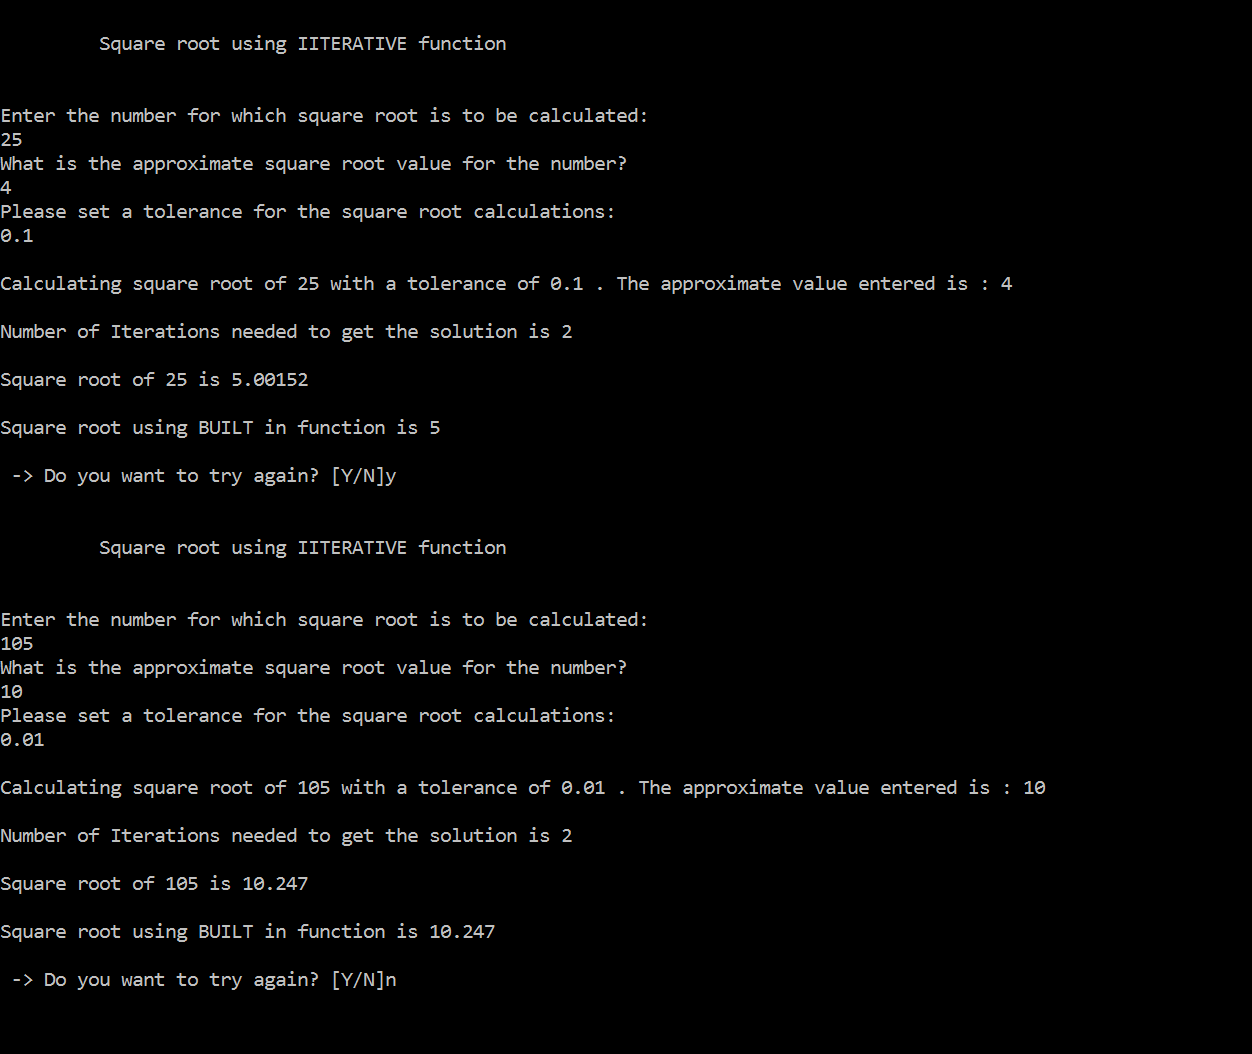 Square root using IITERATIVE function
Enter the number for which square root is to be calculated:
25
What is the approximate square root value for the number?
4
Please set a tolerance for the square root calculations:
0.1
Calculating square root of 25 with a tolerance of 0.1 . The approximate value entered is : 4
Number of Iterations needed to get the solution is 2
Square root of 25 is 5.00152
Square root using BUILT in function is 5
-> Do you want to try again? [Y/N]y
Square root using IITERATIVE function
Enter the number for which square root is to be calculated:
105
What is the approximate square root value for the number?
10
Please set a tolerance for the square root calculations:
0.01
Calculating square root of 105 with a tolerance of 0.01 . The approximate value entered is : 10
Number of Iterations needed to get the solution is 2
Square root of 105 is 10.247
Square root using BUILT in function is 10.247
-> Do you want to try again? [Y/N]n